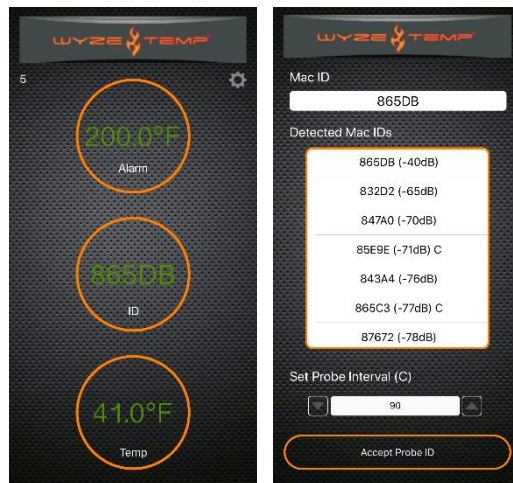 WYZE TEMP
5
200.0°F
Alarm
865DB
ID
41.0°F
Temp
WYZE TEMP
Mac ID
865DB
Detected Mac IDs
865DB (-40dB)
832D2 (-65dB)
847A0 (-70dB)
85E9E (-71dB) C
843A4 (-76dB)
865C3 (-77dB) C
87672 (-78dB)
Set Probe Interval (C)
90
Accept Probe ID